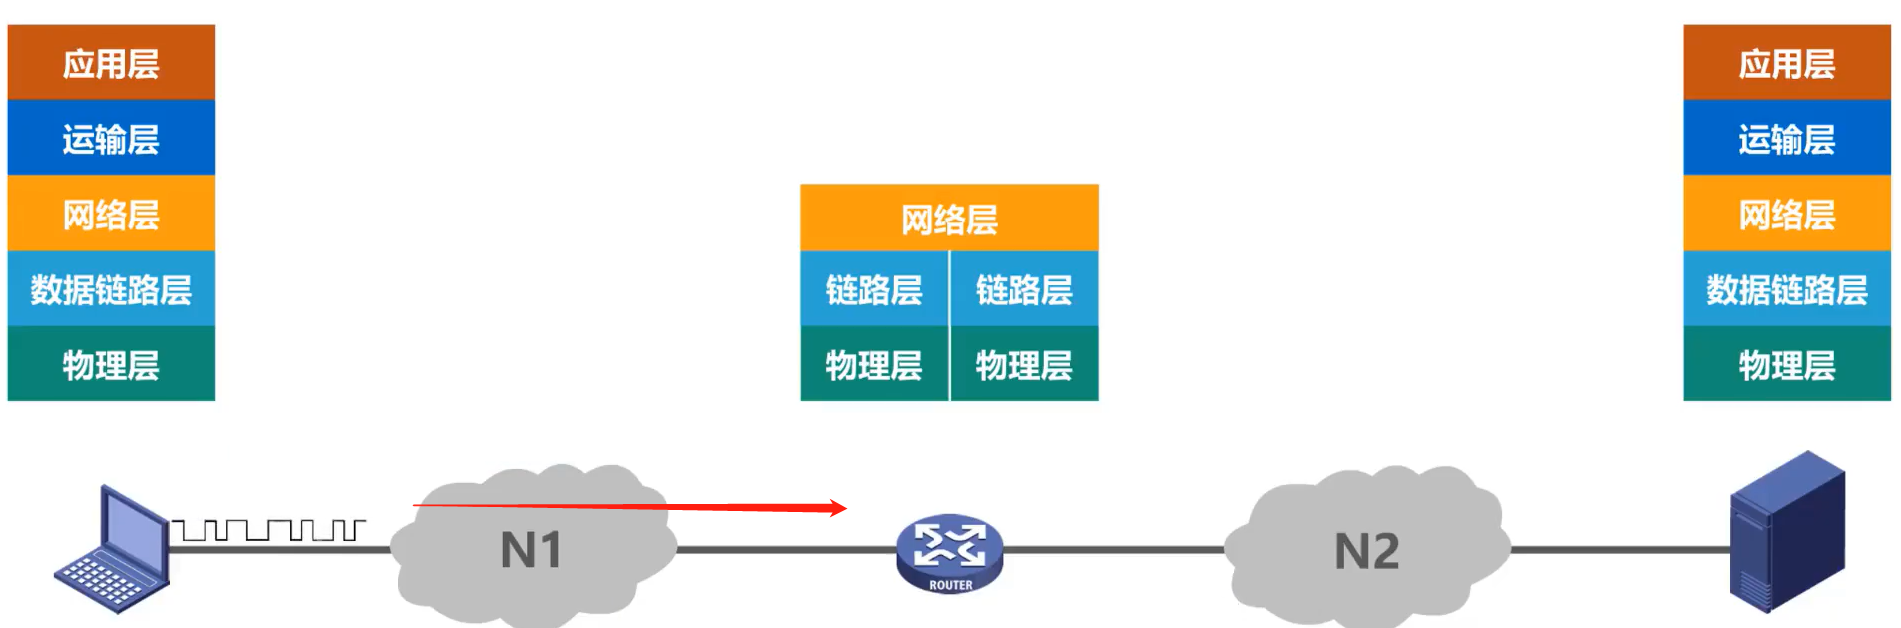 应用层
运输层
网络层
数据链路层
物理层
网络层
链路层 链路层
物理层 物理层
应用层
运输层
网络层
数据链路层
物理层
N1
ROUTER
N2